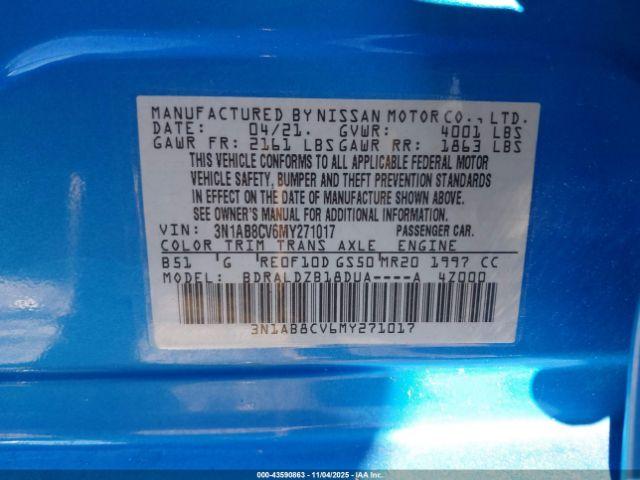 MANUFACTURED BY NISSAN MOTOR CO., LTD.
DATE: 04/21. GVWR: 4001 LBS
GAWR FR: 2161 LBS GAWR RR: 1863 LBS
THIS VEHICLE CONFORMS TO ALL APPLICABLE FEDERAL MOTOR
VEHICLE SAFETY, BUMPER AND THEFT PREVENTION STANDARDS
IN EFFECT ON THE DATE OF MANUFACTURE SHOWN ABOVE.
SEE OWNER'S MANUAL FOR ADDITIONAL INFORMATION.
VIN: 3N1AB8CV6MY271017 PASSENGER CAR.
COLOR TRIM TRANS AXLE ENGINE
B51 'G 'RE0F10D GS50 MR20 1997 CC
MODEL: BDRALDZB18DUA----A 4Z000
3N1AB8CV6MY271017
000-43590863 11/04/2025 IAAI.COM